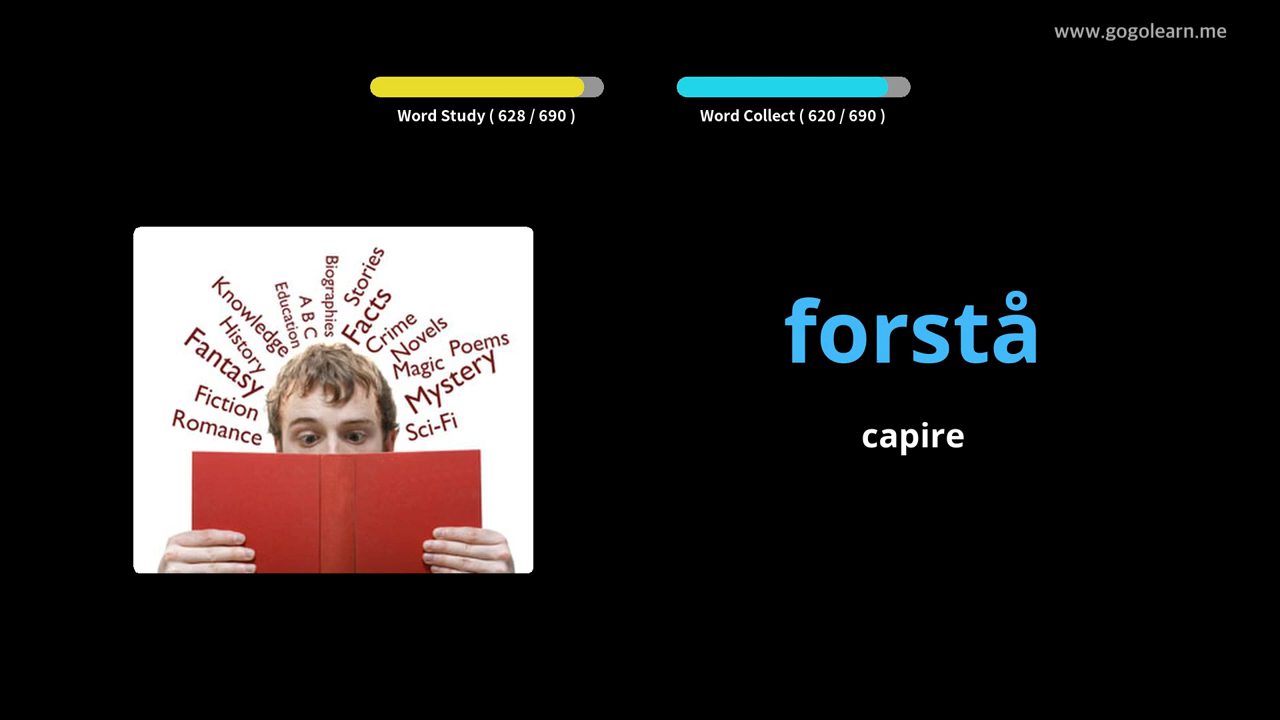 www.gogolearn.me
Word Study ( 628 / 690 )
Word Collect ( 620 / 690 )
Romance
Fiction
Fantasy
History
Knowledge
Education
A B C
Biographies
Stories
Facts
Crime
Novels
Magic
Poems
Mystery
Sci-Fi
forstå
capire